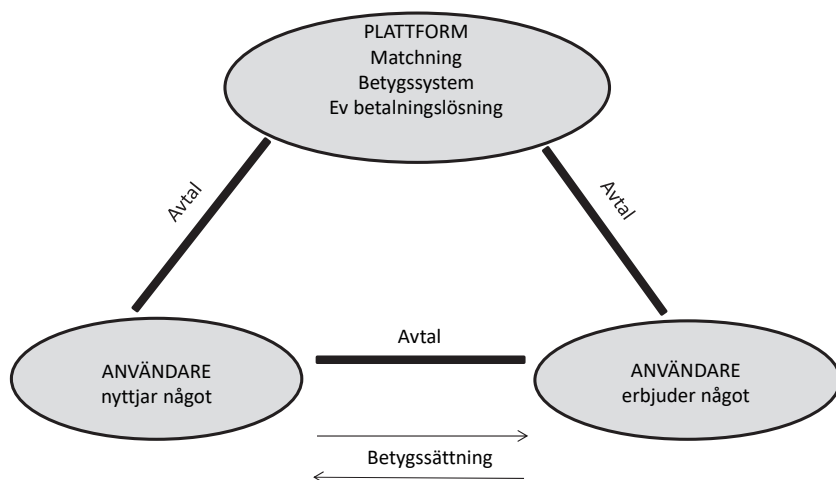 PLATTFORM
Matchning
Betygssystem
Ev betalningslösning
Avtal
Avtal
Avtal
ANVÄNDARE
nyttjar något
ANVÄNDARE
erbjuder något
Betygssättning